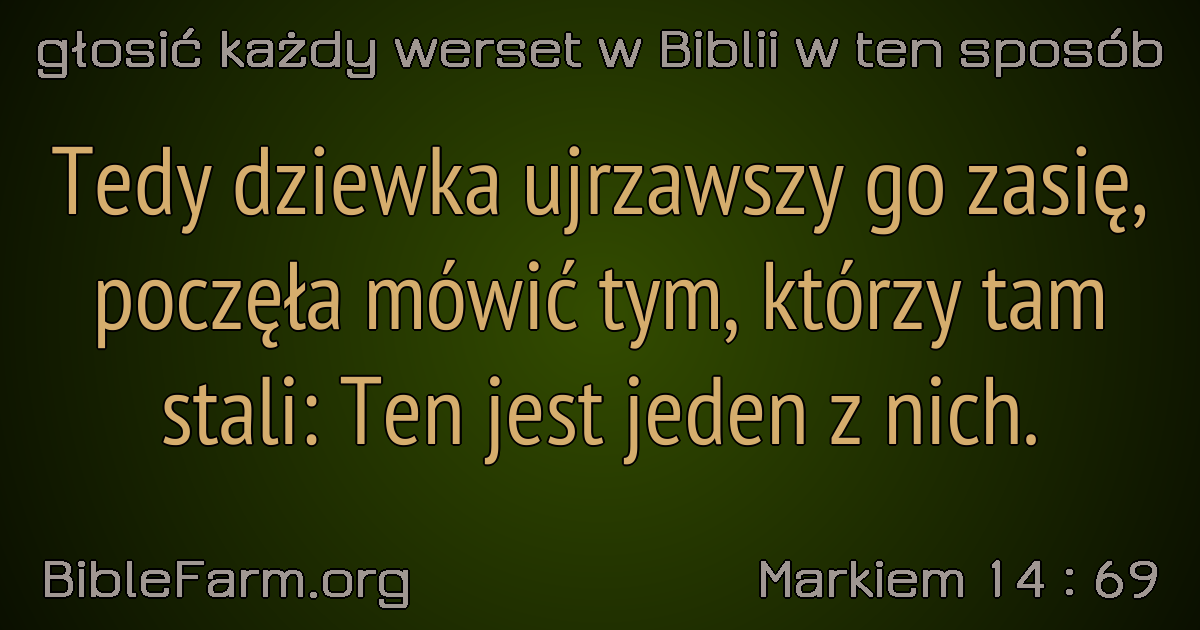 głosić każdy werset w Biblii w ten sposób
Tedy dziewka ujrzawszy go zasię,
poczęła mówić tym, którzy tam
stali: Ten jest jeden z nich.
BibleFarm.org
Markiem 14 : 69